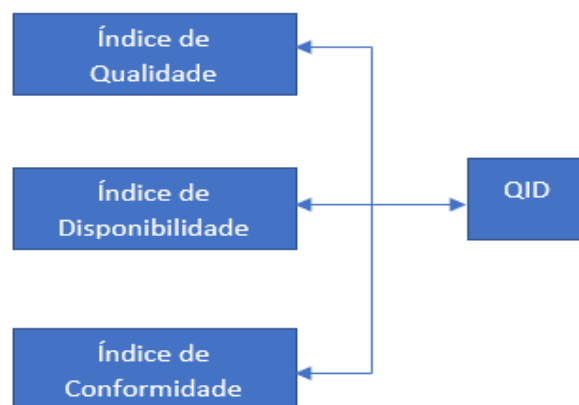 Índice de
Qualidade
Índice de
Disponibilidade
QID
Índice de
Conformidade